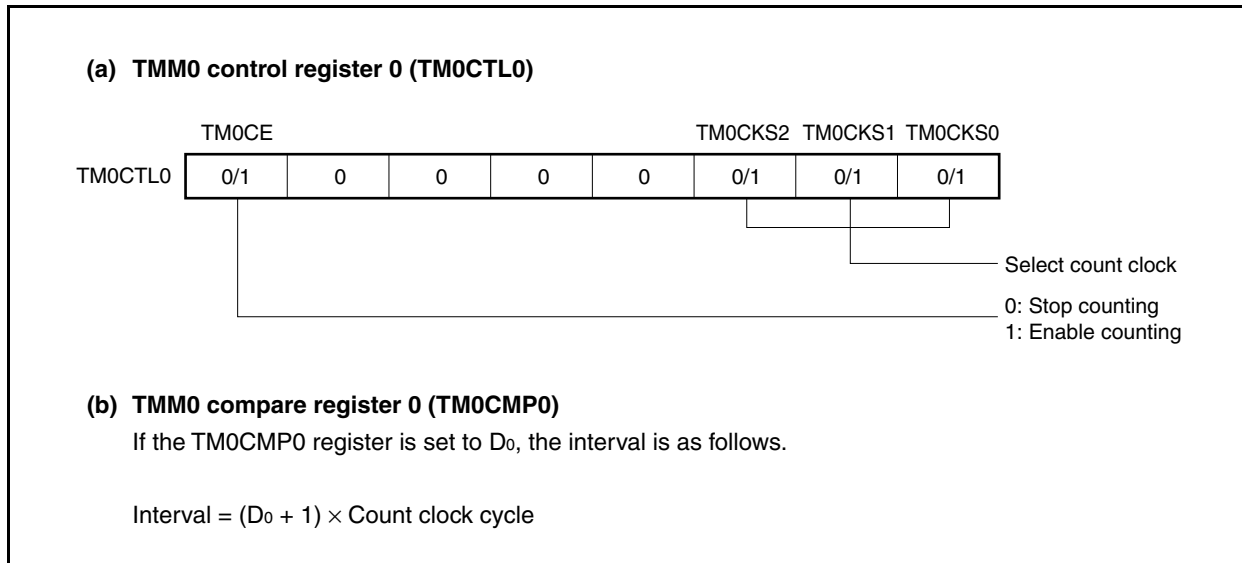 (a) TMM0 control register 0 (TM0CTL0)
TM0CE TM0CKS2 TM0CKS1 TM0CKS0
TM0CTL0 0/1 0 0 0 0 0/1 0/1 0/1
Select count clock
0: Stop counting
1: Enable counting
(b) TMM0 compare register 0 (TM0CMP0)
If the TM0CMP0 register is set to D₀, the interval is as follows.
Interval = (D₀ + 1) × Count clock cycle